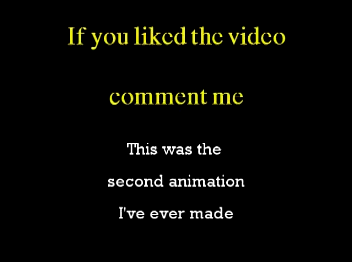 If you liked the video
comment me
This was the
second animation
I've ever made